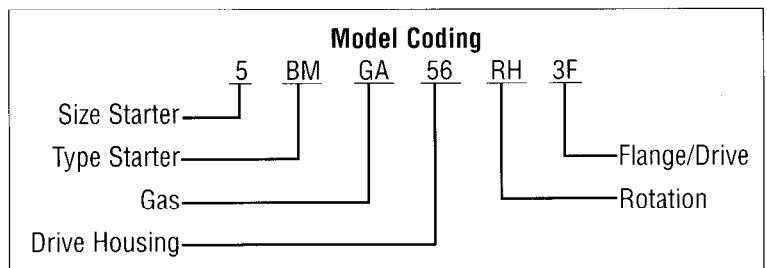 Model Coding
5 BM GA 56 RH 3F
Size Starter
Type Starter
Flange/Drive
Gas
Rotation
Drive Housing